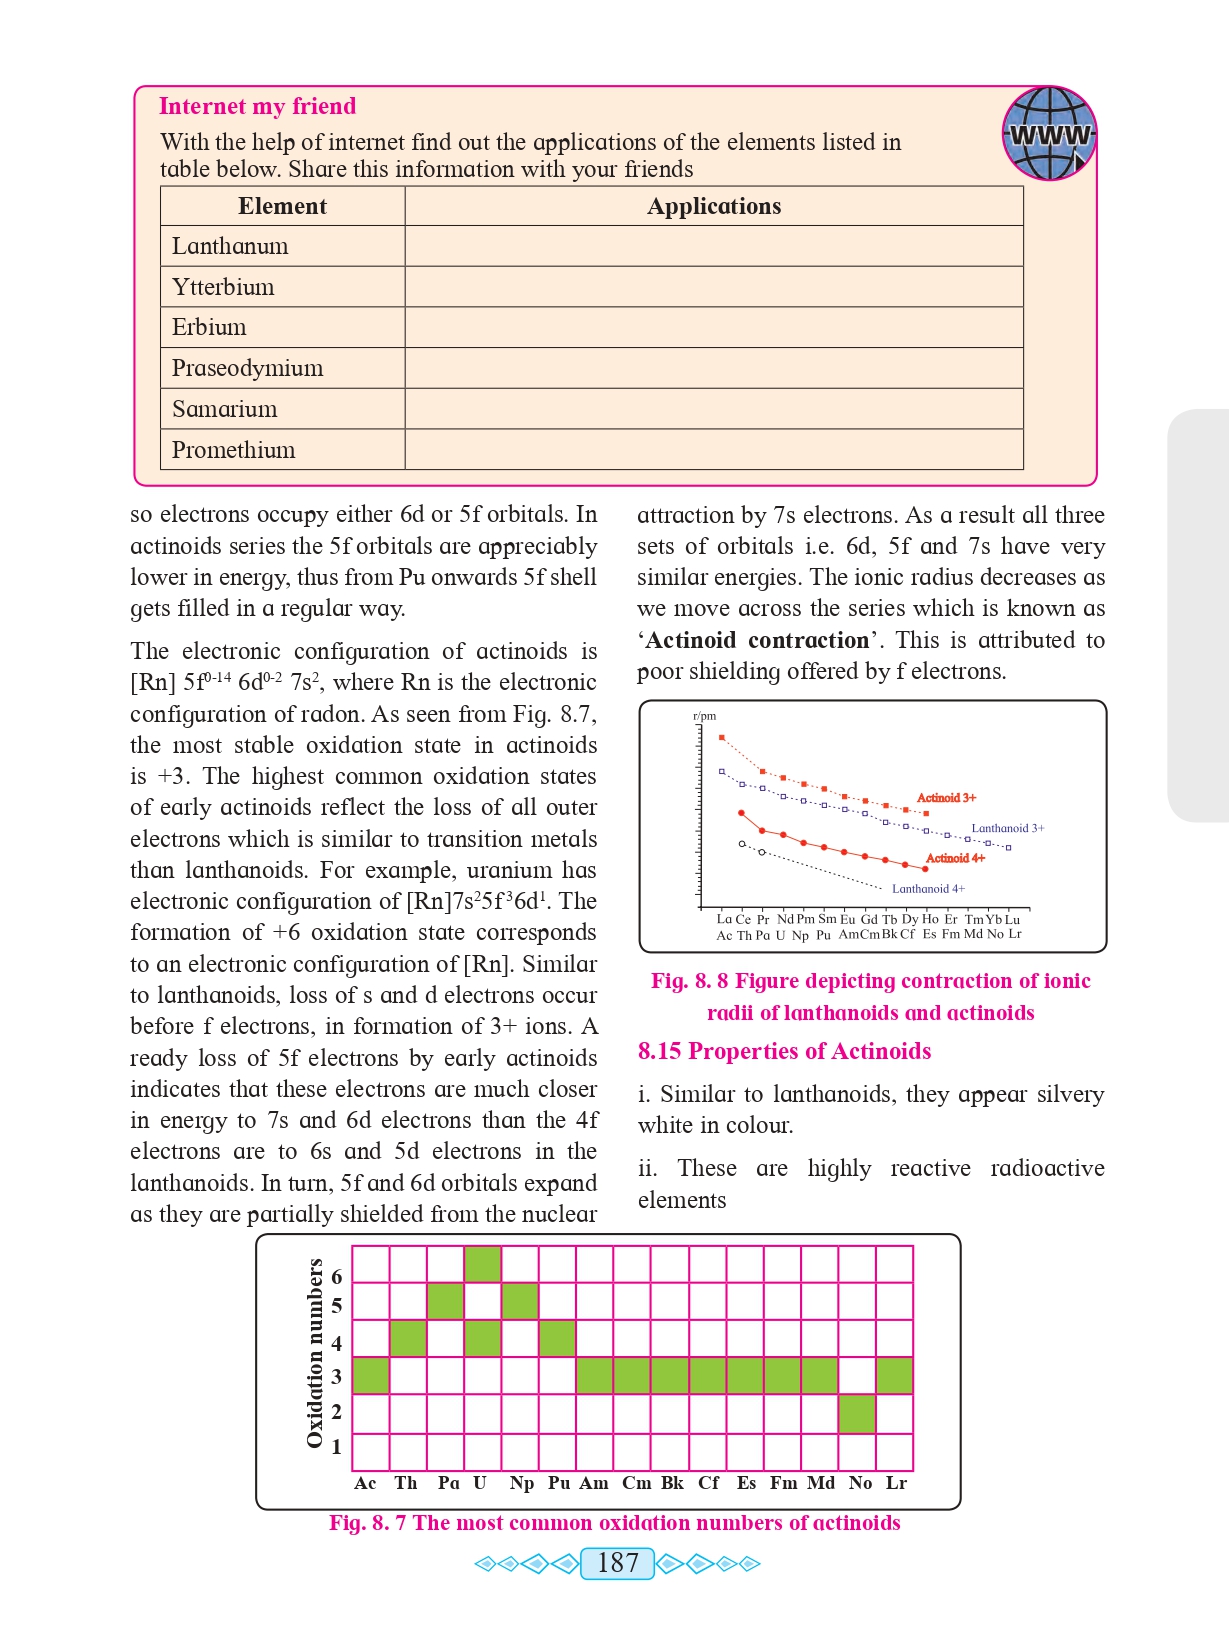 Internet my friend
WWW
With the help of internet find out the applications of the elements listed in
table below. Share this information with your friends
Element Applications
Lanthanum
Ytterbium
Erbium
Praseodymium
Samarium
Promethium
so electrons occupy either 6d or 5f orbitals. In
actinoids series the 5f orbitals are appreciably
lower in energy, thus from Pu onwards 5f shell
gets filled in a regular way.
The electronic configuration of actinoids is
[Rn] 5f⁰⁻¹⁴ 6d⁰⁻² 7s², where Rn is the electronic
configuration of radon. As seen from Fig. 8.7,
the most stable oxidation state in actinoids
is +3. The highest common oxidation states
of early actinoids reflect the loss of all outer
electrons which is similar to transition metals
than lanthanoids. For example, uranium has
electronic configuration of [Rn]7s²5f³6d¹. The
formation of +6 oxidation state corresponds
to an electronic configuration of [Rn]. Similar
to lanthanoids, loss of s and d electrons occur
before f electrons, in formation of 3+ ions. A
ready loss of 5f electrons by early actinoids
indicates that these electrons are much closer
in energy to 7s and 6d electrons than the 4f
electrons are to 6s and 5d electrons in the
lanthanoids. In turn, 5f and 6d orbitals expand
as they are partially shielded from the nuclear
attraction by 7s electrons. As a result all three
sets of orbitals i.e. 6d, 5f and 7s have very
similar energies. The ionic radius decreases as
we move across the series which is known as
‘Actinoid contraction’. This is attributed to
poor shielding offered by f electrons.
r/pm
Actinoid 3+
Lanthanoid 3+
Actinoid 4+
Lanthanoid 4+
La Ce Pr Nd Pm Sm Eu Gd Tb Dy Ho Er Tm Yb Lu
Ac Th Pa U Np Pu Am Cm Bk Cf Es Fm Md No Lr
Fig. 8. 8 Figure depicting contraction of ionic
radii of lanthanoids and actinoids
8.15 Properties of Actinoids
i. Similar to lanthanoids, they appear silvery
white in colour.
ii. These are highly reactive radioactive
elements
Oxidation numbers
6
5
4
3
2
1
Ac Th Pa U Np Pu Am Cm Bk Cf Es Fm Md No Lr
Fig. 8. 7 The most common oxidation numbers of actinoids
187